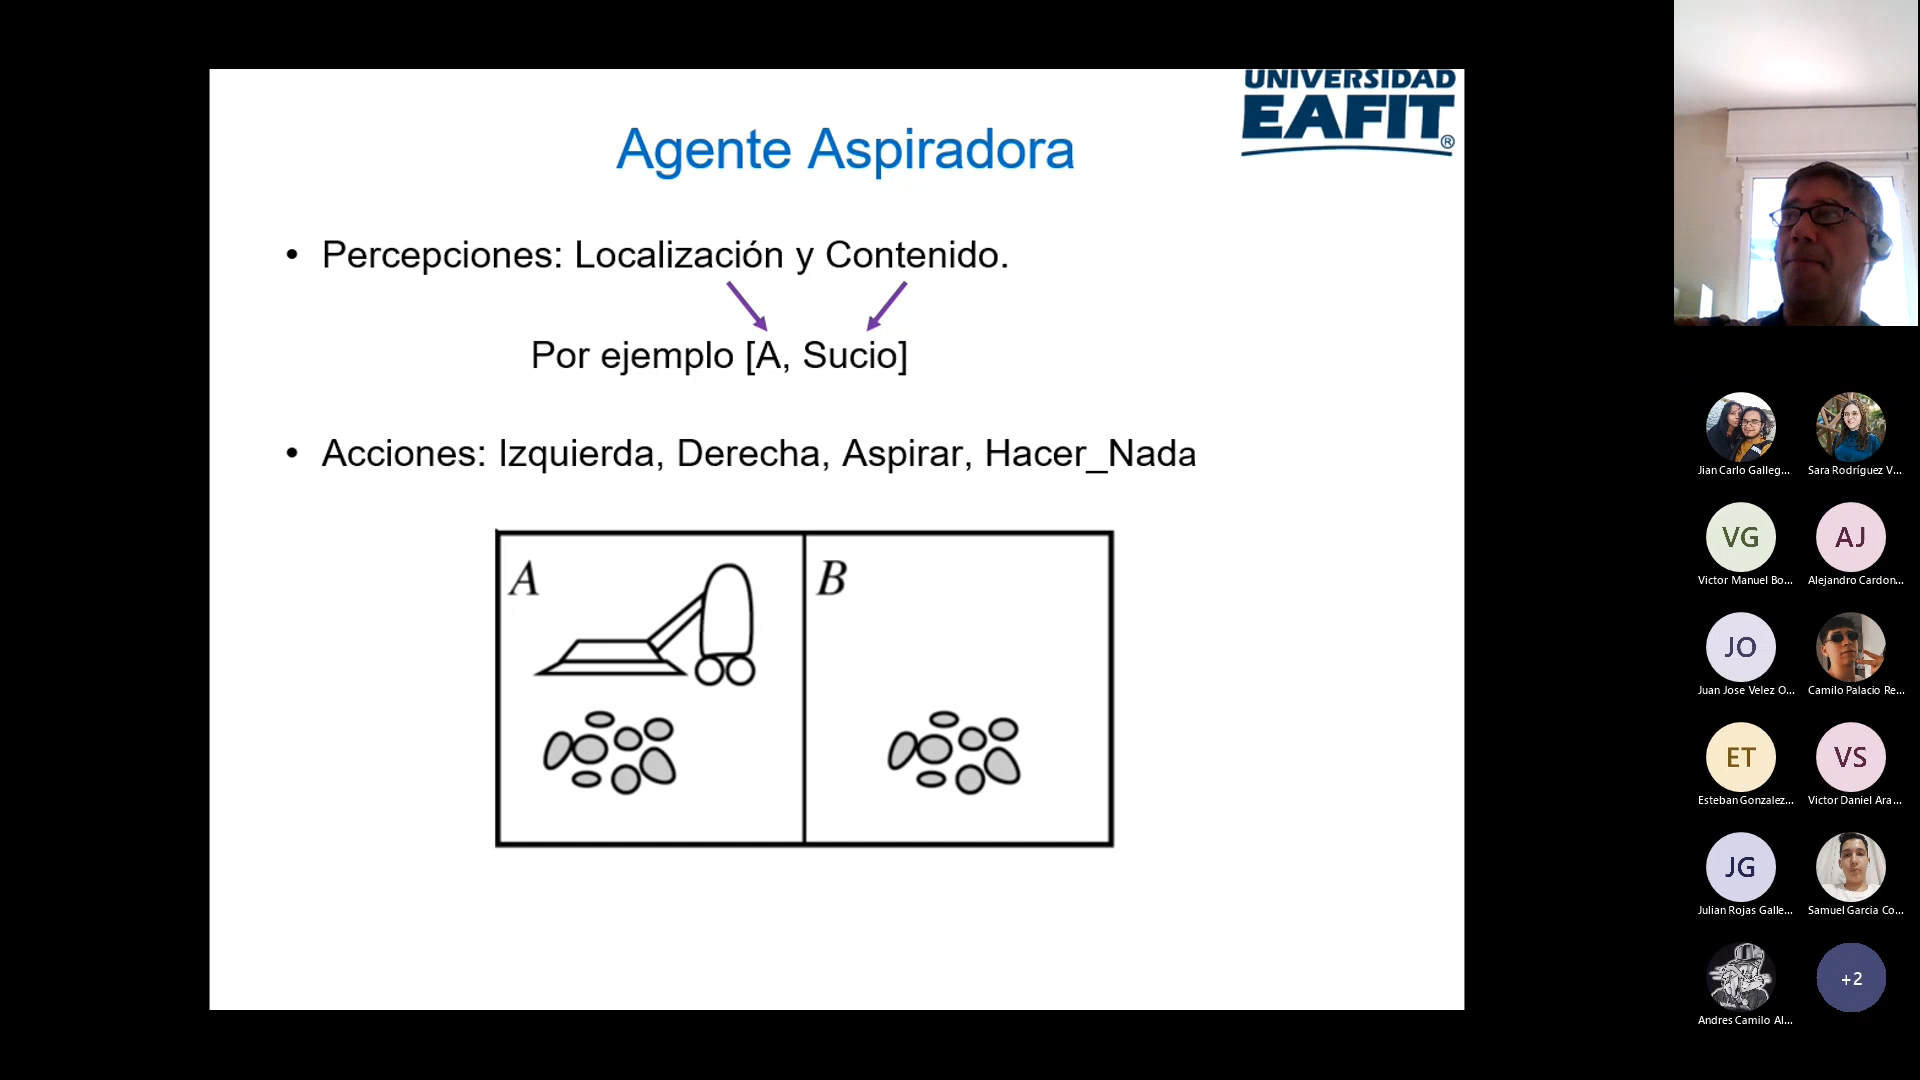 UNIVERSIDAD
EAFIT®
Agente Aspiradora
• Percepciones: Localización y Contenido.
Por ejemplo [A, Sucio]
• Acciones: Izquierda, Derecha, Aspirar, Hacer_Nada
A
B
Jian Carlo Galleg...
Sara Rodríguez V...
VG
AJ
Victor Manuel Bo...
Alejandro Cardon...
JO
Juan Jose Velez O...
Camilo Palacio Re...
ET
VS
Esteban Gonzalez...
Victor Daniel Ara...
JG
Julian Rojas Galle...
Samuel Garcia Co...
+2
Andres Camilo Al...